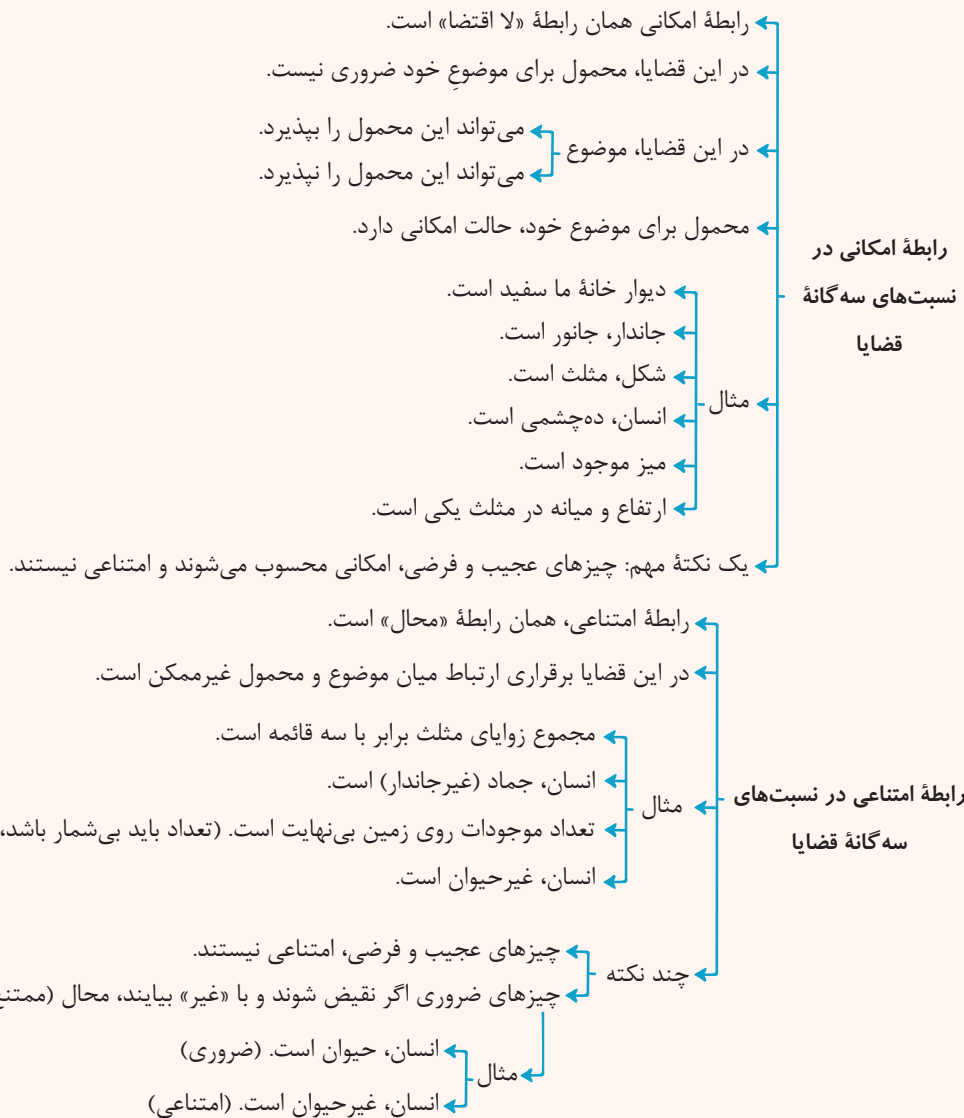 رابطهٔ امکانی در نسبت‌های سه‌گانهٔ قضایا
رابطهٔ امکانی همان رابطهٔ «لا اقتضا» است.
در این قضایا، محمول برای موضوعِ خود ضروری نیست.
در این قضایا، موضوع
می‌تواند این محمول را بپذیرد.
می‌تواند این محمول را نپذیرد.
محمول برای موضوع خود، حالت امکانی دارد.
مثال
دیوار خانهٔ ما سفید است.
جاندار، جانور است.
شکل، مثلث است.
انسان، ده‌چشمی است.
میز موجود است.
ارتفاع و میانه در مثلث یکی است.
یک نکتهٔ مهم: چیزهای عجیب و فرضی، امکانی محسوب می‌شوند و امتناعی نیستند.
رابطهٔ امتناعی در نسبت‌های سه‌گانهٔ قضایا
رابطهٔ امتناعی، همان رابطهٔ «محال» است.
در این قضایا برقراری ارتباط میان موضوع و محمول غیرممکن است.
مثال
مجموع زوایای مثلث برابر با سه قائمه است.
انسان، جماد (غیرجاندار) است.
تعداد موجودات روی زمین بی‌نهایت است. (تعداد باید بی‌شمار باشد،
انسان، غیرحیوان است.
چند نکته
چیزهای عجیب و فرضی، امتناعی نیستند.
چیزهای ضروری اگر نقیض شوند و با «غیر» بیایند، محال (ممتنع
مثال
انسان، حیوان است. (ضروری)
انسان، غیرحیوان است. (امتناعی)